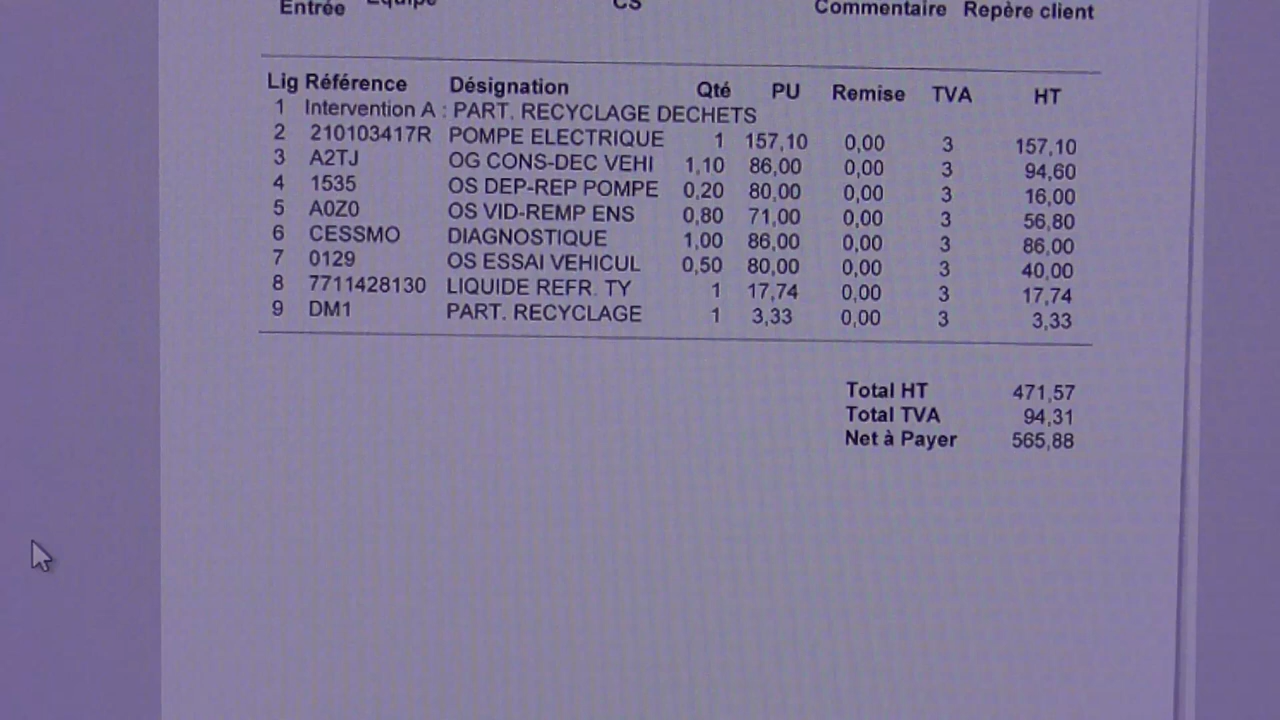 Entrée Equipe CS Commentaire Repère client
Lig Référence Désignation Qté PU Remise TVA HT
1 Intervention A : PART. RECYCLAGE DECHETS
2 210103417R POMPE ELECTRIQUE 1 157,10 0,00 3 157,10
3 A2TJ OG CONS-DEC VEHI 1,10 86,00 0,00 3 94,60
4 1535 OS DEP-REP POMPE 0,20 80,00 0,00 3 16,00
5 A0Z0 OS VID-REMP ENS 0,80 71,00 0,00 3 56,80
6 CESSMO DIAGNOSTIQUE 1,00 86,00 0,00 3 86,00
7 0129 OS ESSAI VEHICUL 0,50 80,00 0,00 3 40,00
8 7711428130 LIQUIDE REFR. TY 1 17,74 0,00 3 17,74
9 DM1 PART. RECYCLAGE 1 3,33 0,00 3 3,33
Total HT 471,57
Total TVA 94,31
Net à Payer 565,88